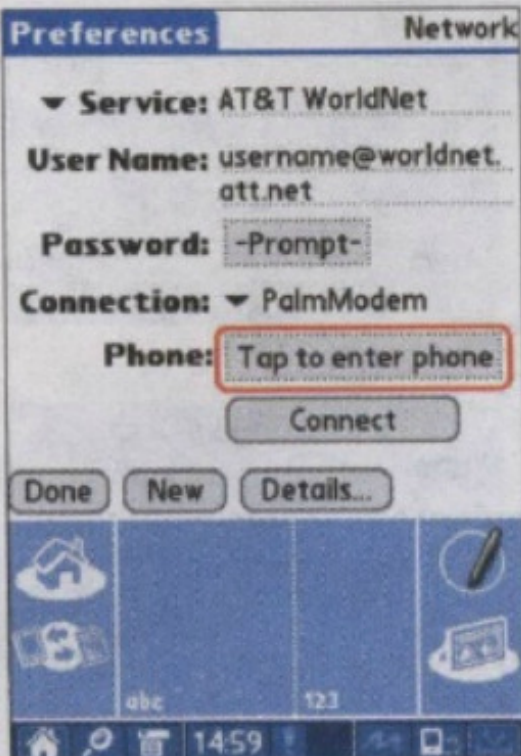 Preferences Network
Service: AT&T WorldNet
User Name: username@worldnet.
att.net
Password: -Prompt-
Connection: PalmModem
Phone: Tap to enter phone
Connect
Done New Details...
abc 123
14:59